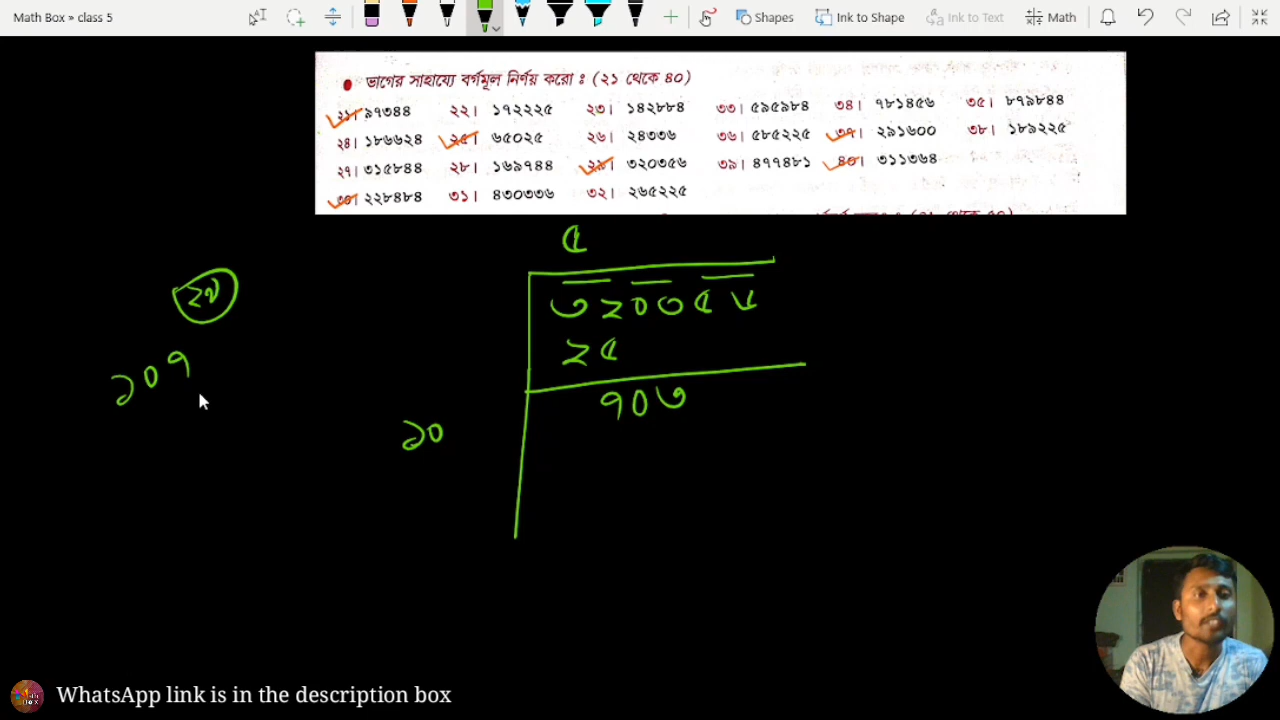 Math Box » class 5
Shapes Ink to Shape Ink to Text Math
● ভাগের সাহায্যে বর্গমূল নির্ণয় করো ঃ (২১ থেকে ৪০)
২১। ৯৭৩৪৪ ২২। ১৭২২২৫ ২৩। ১৪২৮৮৪ ৩৩। ৫৯৫৯৮৪ ৩৪। ৭৮১৪৫৬ ৩৫। ৮৭৯৮৪৪
২৪। ১৮৬৬২৪ ২৫। ৬৫০২৫ ২৬। ২৪৩৩৬ ৩৬। ৫৮৫২২৫ ৩৭। ২৯১৬০০ ৩৮। ১৮৯২২৫
২৭। ৩১৫৮৪৪ ২৮। ১৬৯৭৪৪ ২৯। ৩২০৩৫৬ ৩৯। ৪৭৭৪৮১ ৪০। ৩১১৩৬৪
৩০। ২২৮৪৮৪ ৩১। ৪৩০৩৩৬ ৩২। ২৬৫২২৫
৫
২৯
৩২০৩৫৬
২৫
১০৭
৭০৩
১০
WhatsApp link is in the description box